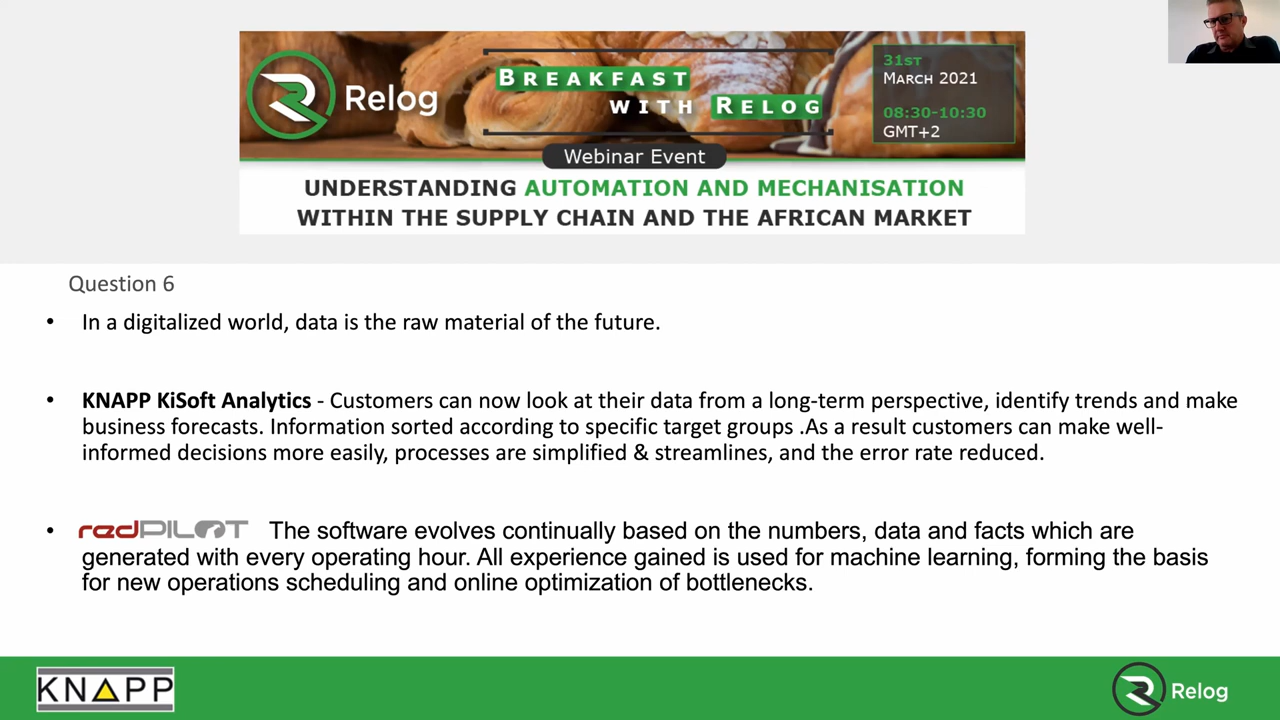 Relog
BREAKFAST
WITH RELOG
31ST
MARCH 2021
08:30-10:30
GMT+2
Webinar Event
UNDERSTANDING AUTOMATION AND MECHANISATION
WITHIN THE SUPPLY CHAIN AND THE AFRICAN MARKET
Question 6
• In a digitalized world, data is the raw material of the future.
• KNAPP KiSoft Analytics - Customers can now look at their data from a long-term perspective, identify trends and make
business forecasts. Information sorted according to specific target groups .As a result customers can make well-
informed decisions more easily, processes are simplified & streamlines, and the error rate reduced.
• redPILOT The software evolves continually based on the numbers, data and facts which are
generated with every operating hour. All experience gained is used for machine learning, forming the basis
for new operations scheduling and online optimization of bottlenecks.
KNAPP
Relog